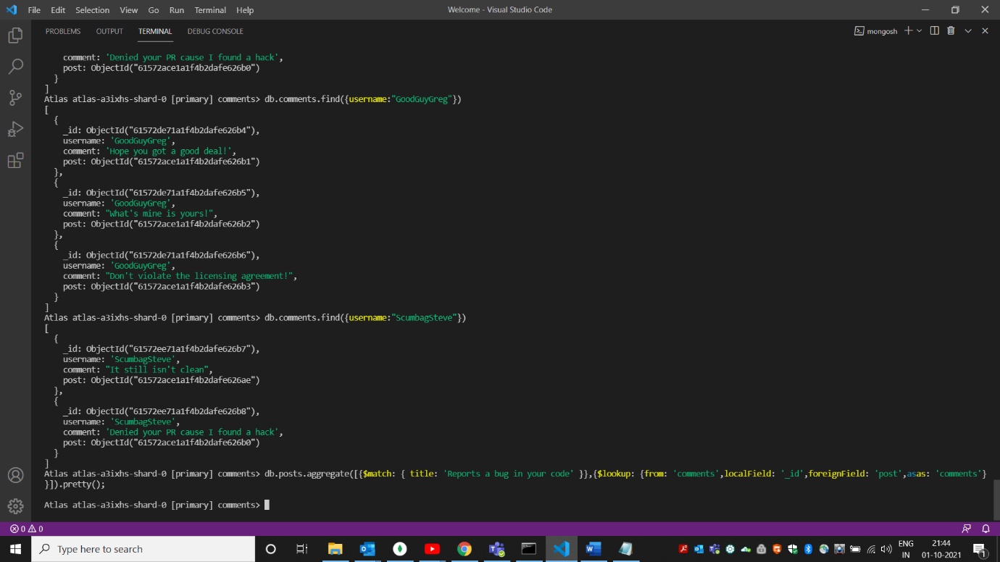 File Edit Selection View Go Run Terminal Help
Welcome - Visual Studio Code
PROBLEMS OUTPUT TERMINAL DEBUG CONSOLE
mongosh
comment: 'Denied your PR cause I found a hack',
post: ObjectId("61572ace1a1f4b2dafe626b0")
}
]
Atlas atlas-a3ixhs-shard-0 [primary] comments> db.comments.find({username:"GoodGuyGreg"})
[
{
_id: ObjectId("61572de71a1f4b2dafe626b4"),
username: 'GoodGuyGreg',
comment: 'Hope you got a good deal!',
post: ObjectId("61572ace1a1f4b2dafe626b1")
},
{
_id: ObjectId("61572de71a1f4b2dafe626b5"),
username: 'GoodGuyGreg',
comment: "What's mine is yours!",
post: ObjectId("61572ace1a1f4b2dafe626b2")
},
{
_id: ObjectId("61572de71a1f4b2dafe626b6"),
username: 'GoodGuyGreg',
comment: "Don't violate the licensing agreement!",
post: ObjectId("61572ace1a1f4b2dafe626b3")
}
]
Atlas atlas-a3ixhs-shard-0 [primary] comments> db.comments.find({username:"ScumbagSteve"})
[
{
_id: ObjectId("61572ee71a1f4b2dafe626b7"),
username: 'ScumbagSteve',
comment: "It still isn't clean",
post: ObjectId("61572ace1a1f4b2dafe626ae")
},
{
_id: ObjectId("61572ee71a1f4b2dafe626b8"),
username: 'ScumbagSteve',
comment: 'Denied your PR cause I found a hack',
post: ObjectId("61572ace1a1f4b2dafe626b0")
}
]
Atlas atlas-a3ixhs-shard-0 [primary] comments> db.posts.aggregate([{$match: { title: 'Reports a bug in your code' }},{$lookup: {from: 'comments',localField: '_id',foreignField: 'post',asas: 'comments'}
}]).pretty();
Atlas atlas-a3ixhs-shard-0 [primary] comments>
0 0
Type here to search
ENG
IN
21:44
01-10-2021
1